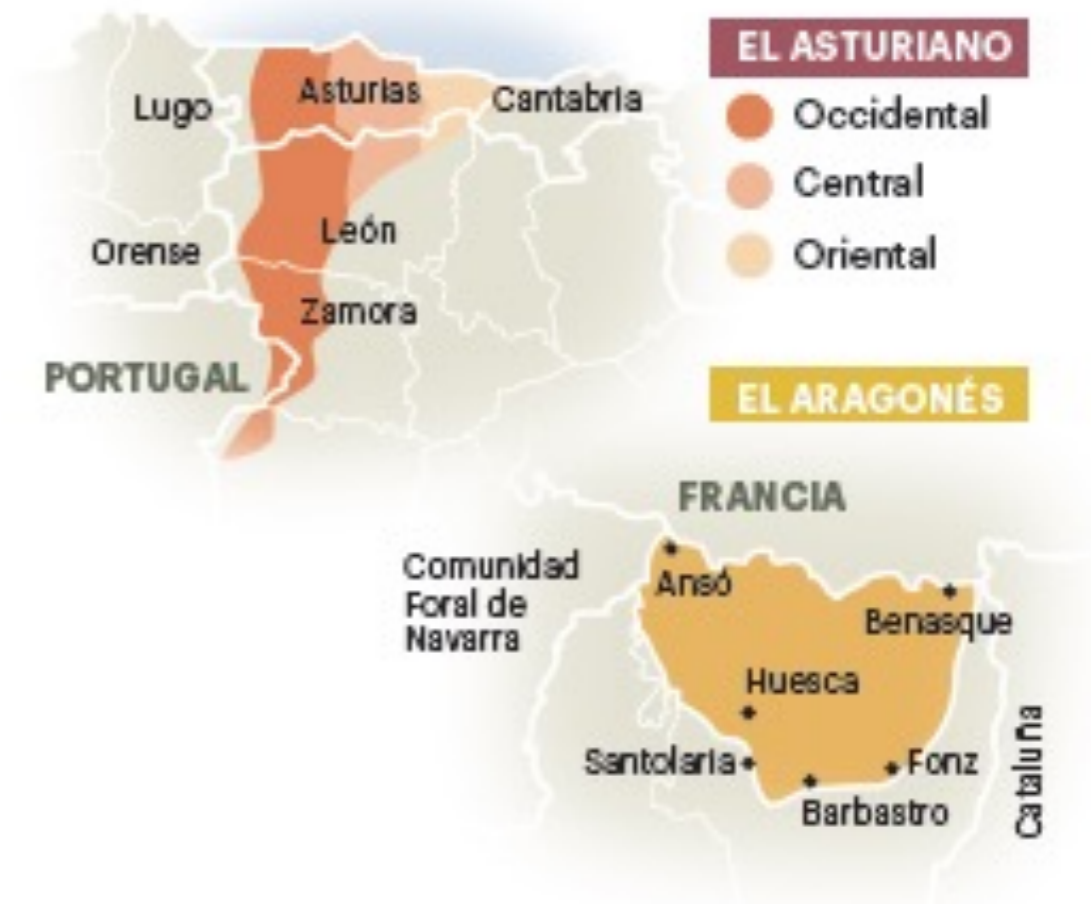 EL ASTURIANO
Occidental
Central
Oriental
Lugo
Asturias
Cantabria
Orense
León
Zamora
PORTUGAL
EL ARAGONÉS
FRANCIA
Comunidad
Foral de
Navarra
Ansó
Benasque
Huesca
Santolaria
Fonz
Barbastro
Cataluña